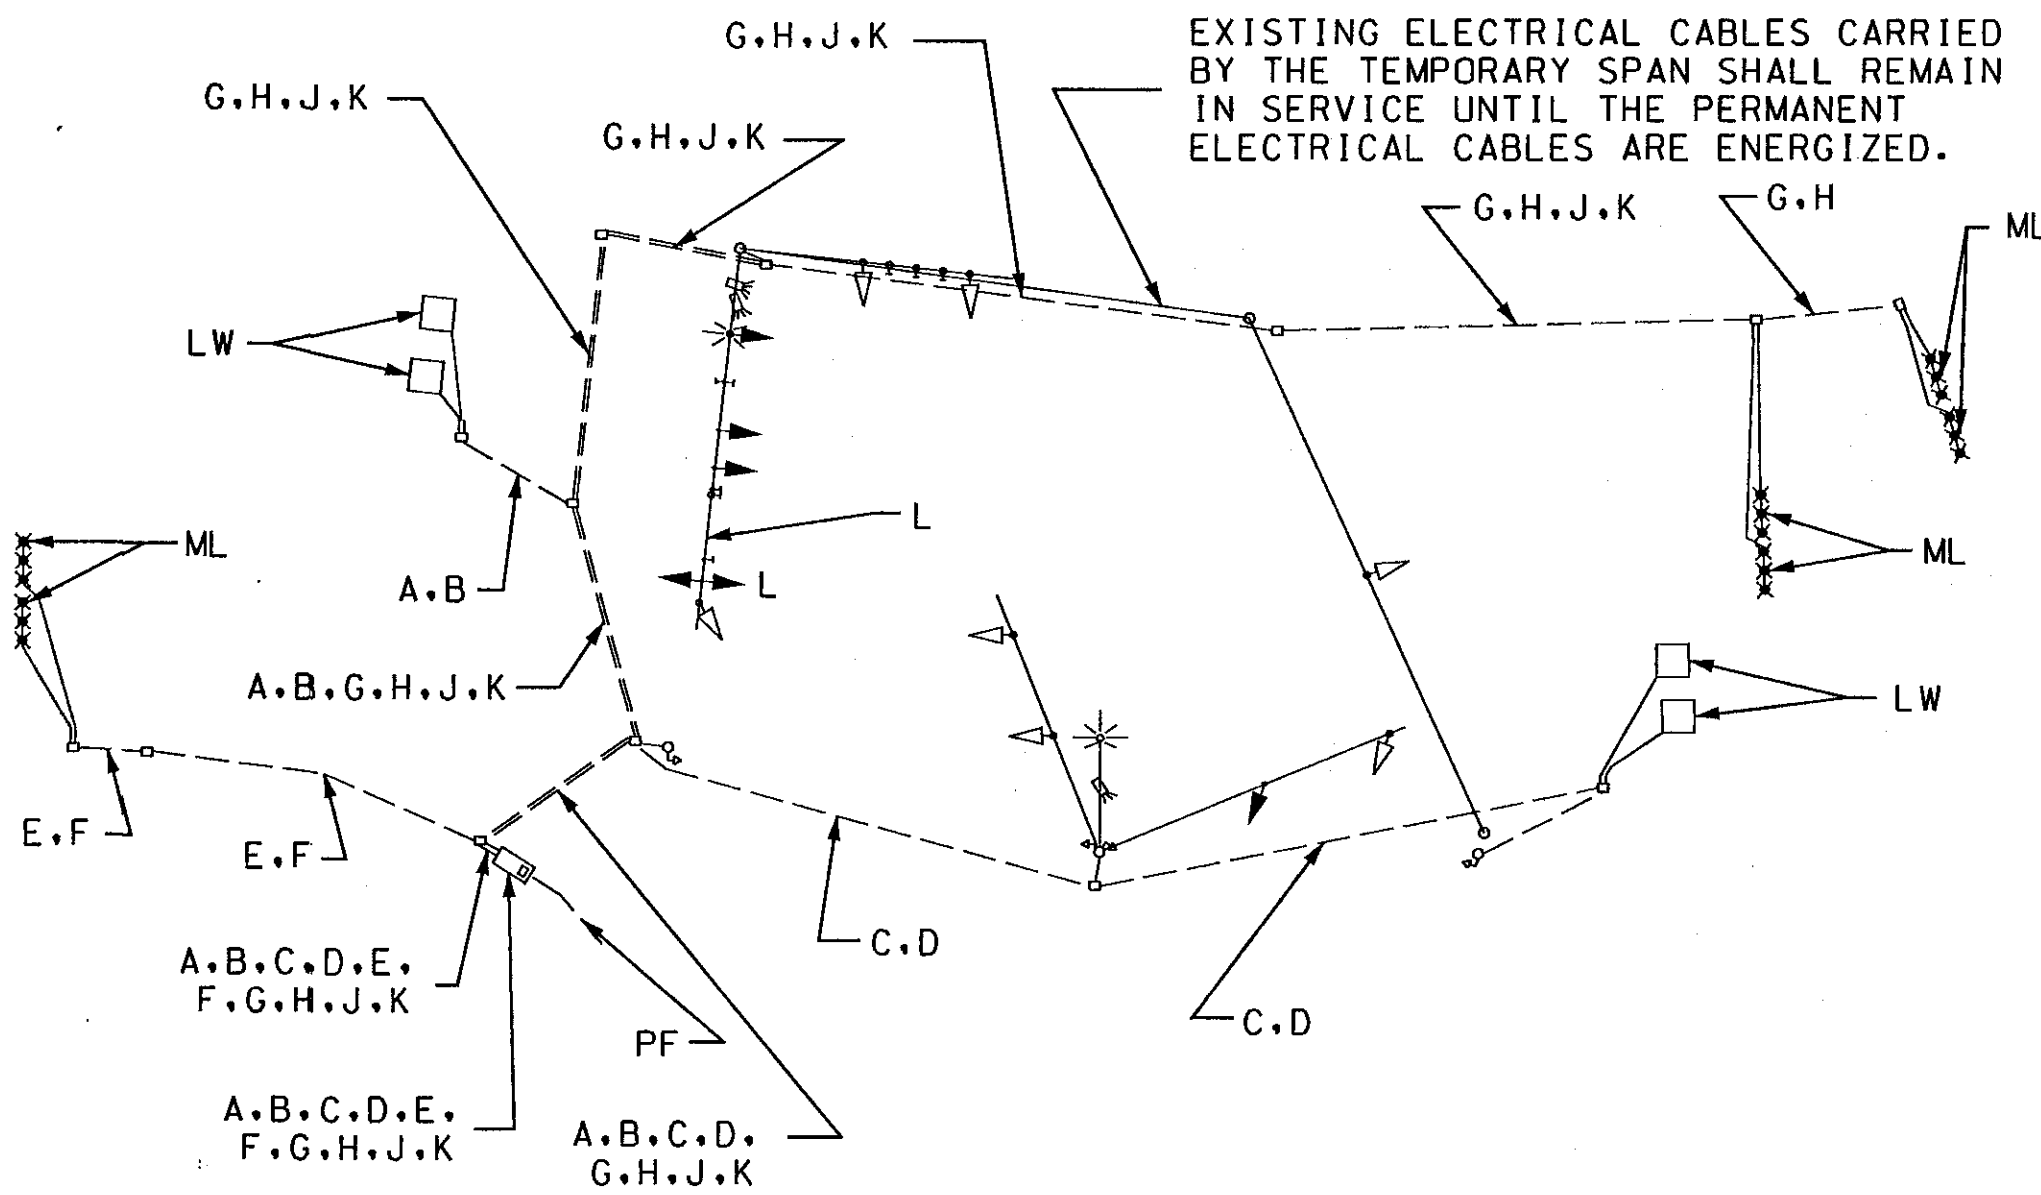 G,H,J,K
EXISTING ELECTRICAL CABLES CARRIED
BY THE TEMPORARY SPAN SHALL REMAIN
IN SERVICE UNTIL THE PERMANENT
ELECTRICAL CABLES ARE ENERGIZED.
G,H,J,K
G,H,J,K
G,H,J,K
G,H
ML
LW
L
ML
ML
A,B
L
A,B,G,H,J,K
LW
E,F
E,F
C,D
A,B,C,D,E,
F,G,H,J,K
C,D
PF
A,B,C,D,E,
F,G,H,J,K
A,B,C,D,
G,H,J,K